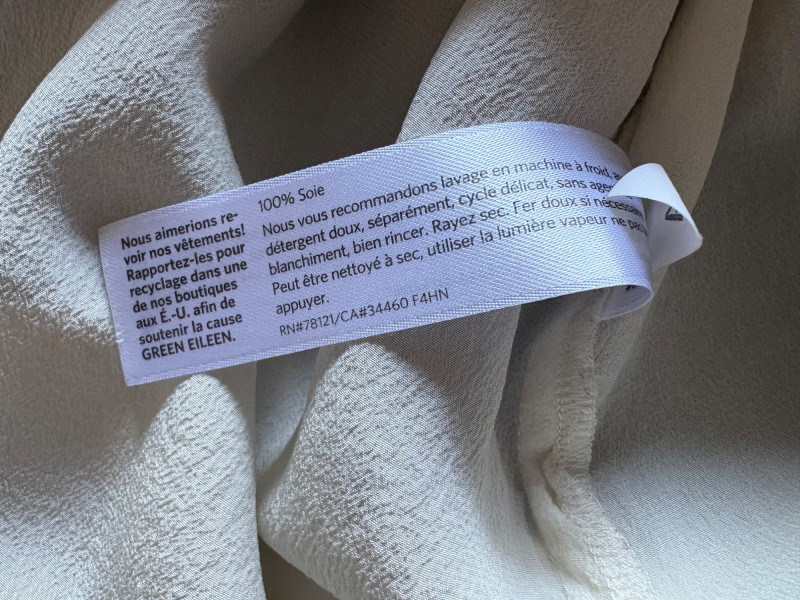 Nous aimerions re-
voir nos vêtements!
Rapportez-les pour
recyclage dans une
de nos boutiques
aux É.-U. afin de
soutenir la cause
GREEN EILEEN.
100% Soie
Nous vous recommandons lavage en machine à froid,
détergent doux, séparément, cycle délicat, sans
blanchiment, bien rincer. Rayez sec. Fer doux si
Peut être nettoyé à sec, utiliser la lumière vapeur ne
appuyer.
RN#78121/CA#34460 F4HN